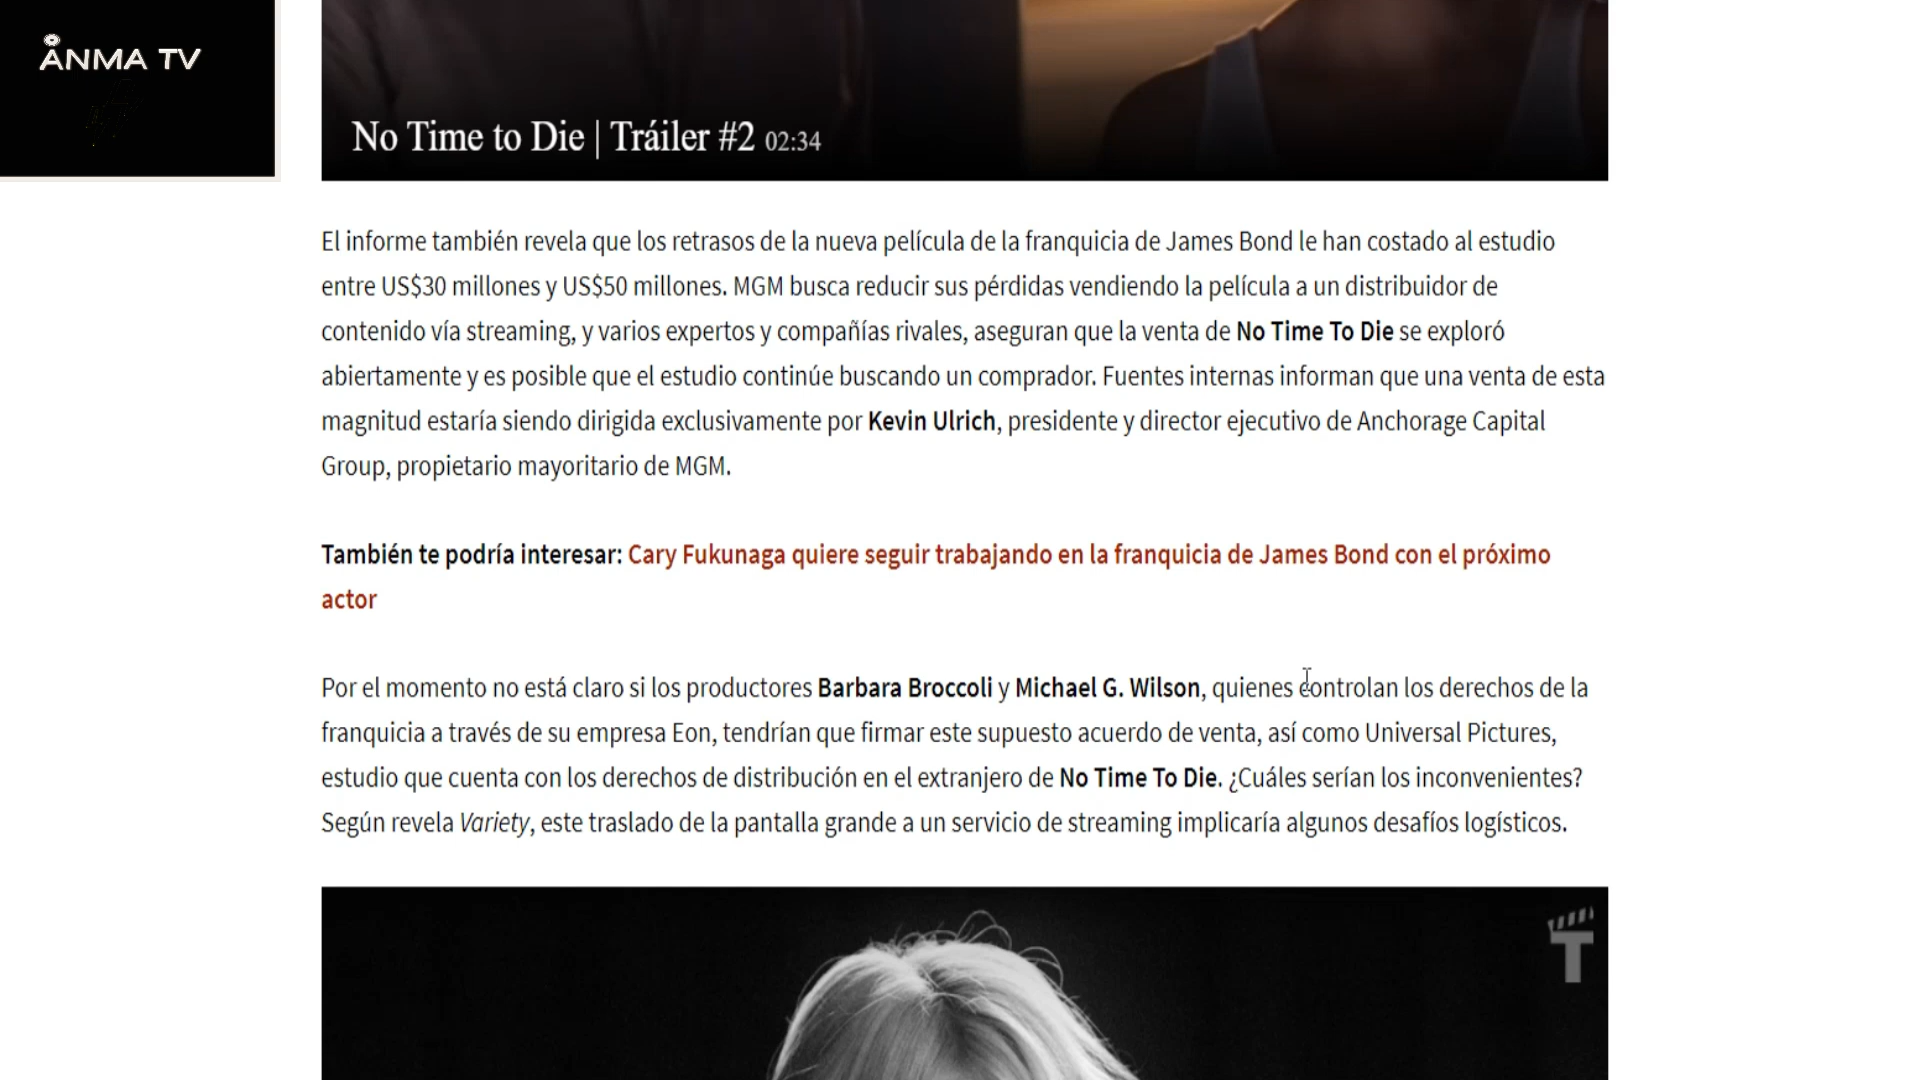 ÅNMA TV
No Time to Die | Tráiler #2 02:34
El informe también revela que los retrasos de la nueva película de la franquicia de James Bond le han costado al estudio
entre US$30 millones y US$50 millones. MGM busca reducir sus pérdidas vendiendo la película a un distribuidor de
contenido vía streaming, y varios expertos y compañías rivales, aseguran que la venta de No Time To Die se exploró
abiertamente y es posible que el estudio continúe buscando un comprador. Fuentes internas informan que una venta de esta
magnitud estaría siendo dirigida exclusivamente por Kevin Ulrich, presidente y director ejecutivo de Anchorage Capital
Group, propietario mayoritario de MGM.
También te podría interesar: Cary Fukunaga quiere seguir trabajando en la franquicia de James Bond con el próximo
actor
Por el momento no está claro si los productores Barbara Broccoli y Michael G. Wilson, quienes controlan los derechos de la
franquicia a través de su empresa Eon, tendrían que firmar este supuesto acuerdo de venta, así como Universal Pictures,
estudio que cuenta con los derechos de distribución en el extranjero de No Time To Die. ¿Cuáles serían los inconvenientes?
Según revela Variety, este traslado de la pantalla grande a un servicio de streaming implicaría algunos desafíos logísticos.
T